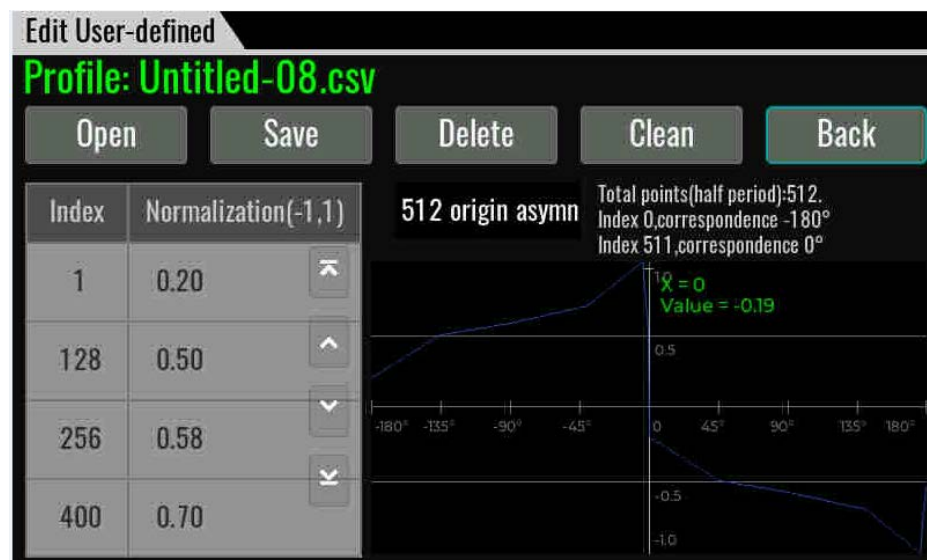 Edit User-defined
Profile: Untitled-08.csv
Open Save Delete Clean Back
Index Normalization(-1,1)
1 0.20
128 0.50
256 0.58
400 0.70
512 origin asymn
Total points(half period):512.
Index 0,correspondence -180°
Index 511,correspondence 0°
1.0
X = 0
Value = -0.19
0.5
-180° -135° -90° -45° 0 45° 90° 135° 180°
-0.5
-1.0